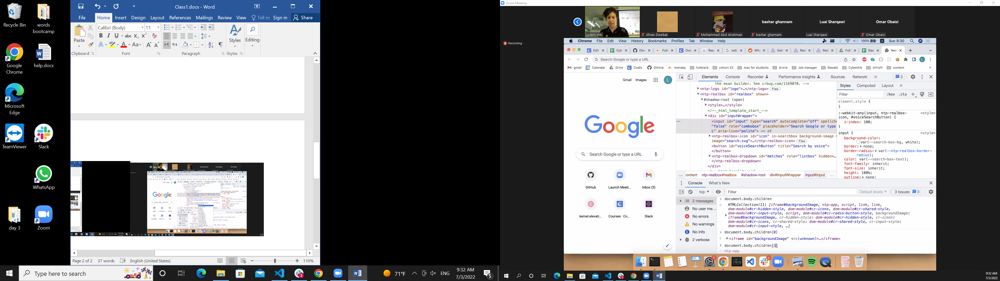 Class1.docx - Word
File Home Insert Design Layout References Mailings Review View Tell m Sign in Share
Calibri (Body) 11
Paste
Styles
Editing
Clipboard Font Paragraph Styles
Recycle Bin
words bootcamp
Google Chrome
help.docx
Microsoft Edge
TeamViewer
Slack
WhatsApp
day 3
Zoom
Page 2 of 2 37 words English (United States) 110%
Type here to search
71°F ENG 9:32 AM
7/3/2022
5
Zoom Meeting
Recording
Lotem Hiki
Afnan Dweikat
Mohammad Abd Alrahman
bashar ghannam
bashar ghannam
Luai Sharqawi
Luai Sharqawi
Omar Obaisi
Omar Obaisi
Chrome File Edit View History Bookmarks Profiles Tab Window Help 100% Sun 9:30
Edit Cyb Elev Full Ove Rea redu Wha Gett Red Red Full Raw New
Search Google or type a URL
gmail Calendar Drive Codio GitHub monday fullstack cohort 23 mac for students מיונים Job manager Rawabi CyberArk לקוחות content
Gmail Images L
Google
Search Google or type a URL
GitHub Launch Meeti... Inbox (5)
kernel.elevati... Courses · Co... Slack
Elements Console Recorder Performance insights Sources Network 3
the msan builder. See crbug.com/1169070. -->
<ntp-logo id="logo">…</ntp-logo> flex
<ntp-realbox id="realbox" shown>
#shadow-root (open)
<style>…</style>
<!--_html_template_start_-->
<div id="inputWrapper">
<input id="input" type="search" autocomplete="off" spellche
"false" role="combobox" placeholder="Search Google or type
L" aria-live="polite"> == $0
<ntp-realbox-icon id="icon" in-searchbox background-image
image="search.svg">…</ntp-realbox-icon> flex
<button id="voiceSearchButton" title="Search by voice">
</button>
<ntp-realbox-dropdown id="matches" role="listbox" hidden>…
</ntp-realbox-dropdown>
</div>
... content ntp-realbox#realbox #shadow-root div#inputWrapper input#input ...
Styles Computed Layout
Filter :hov .cls
element.style {
}
:-webkit-any(input, ntp-realbox- <style>
icon, #voiceSearchButton) {
z-index: 100;
}
input { <style>
background-color:
var(--search-box-bg, white);
border: none;
border-radius: var(--ntp-realbox-border-
radius);
color: var(--search-box-text);
font-family: inherit;
font-size: inherit;
height: 100%;
outline: none;
Console What's New
top Filter Default levels 3 Issues: 3
2 messages
No user me...
No errors
No warnings
No info
2 verbose
document.body.children
HTMLCollection(11) [iframe#backgroundImage, ntp-app, script, link, link,
dom-module#cr-hidden-style, dom-module#cr-icons, dom-module#cr-shared-style,
dom-module#cr-input-style, script, dom-module#cr-radio-button-style, backgroundImage:
iframe#backgroundImage, cr-hidden-style: dom-module#cr-hidden-style, cr-icons:
dom-module#cr-icons, cr-shared-style: dom-module#cr-shared-style, cr-input-style:
dom-module#cr-input-style, …]
document.body.children[0]
<iframe id="backgroundImage" src(unknown)>…</iframe>
document.body.children[1]
ntp-app
9:32 AM
7/3/2022